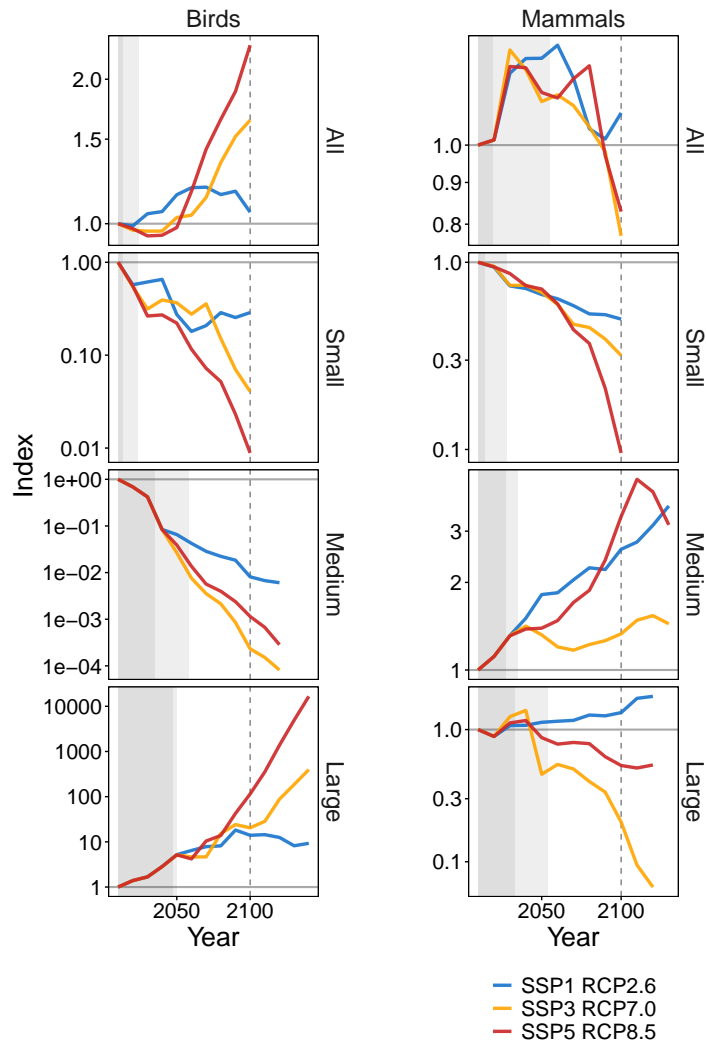 Birds
Mammals
2.0
1.5
1.0
All
1.0
0.9
0.8
All
1.00
0.10
0.01
Small
1.0
0.3
0.1
Small
Index
1e+00
1e−01
1e−02
1e−03
1e−04
Medium
3
2
1
Medium
10000
1000
100
10
1
Large
1.0
0.3
0.1
Large
2050
2100
2050
2100
Year
Year
SSP1 RCP2.6
SSP3 RCP7.0
SSP5 RCP8.5